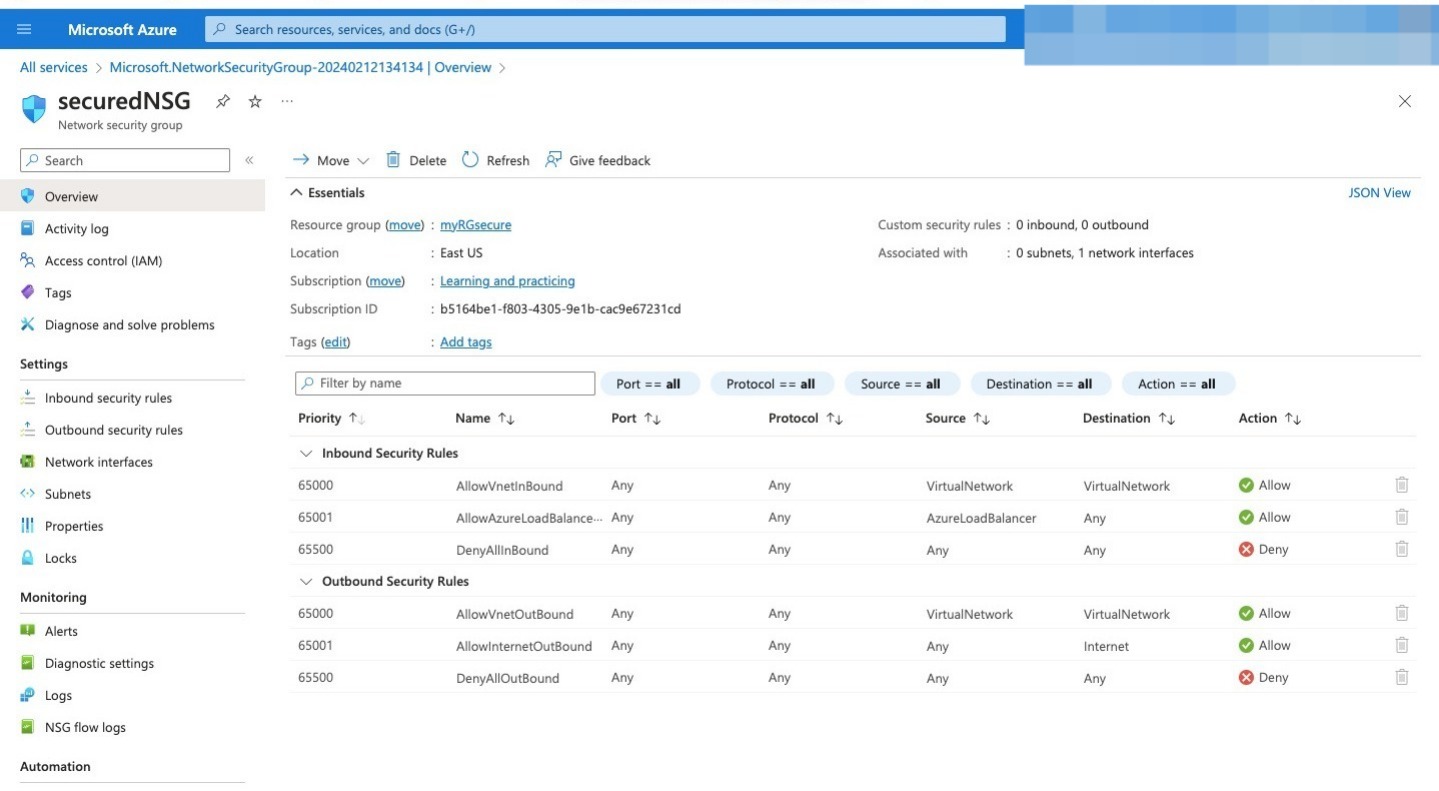 Microsoft Azure
Search resources, services, and docs (G+/)
All services > Microsoft.NetworkSecurityGroup-20240212134134 | Overview >
securedNSG ...
Network security group
Search «
Move Delete Refresh Give feedback
Overview
Activity log
Access control (IAM)
Tags
Diagnose and solve problems
Settings
Inbound security rules
Outbound security rules
Network interfaces
Subnets
Properties
Locks
Monitoring
Alerts
Diagnostic settings
Logs
NSG flow logs
Automation
Essentials JSON View
Resource group (move) : myRGsecure Custom security rules : 0 inbound, 0 outbound
Location : East US Associated with : 0 subnets, 1 network interfaces
Subscription (move) : Learning and practicing
Subscription ID : b5164be1-f803-4305-9e1b-cac9e67231cd
Tags (edit) : Add tags
Filter by name Port == all Protocol == all Source == all Destination == all Action == all
Priority ↑↓ Name ↑↓ Port ↑↓ Protocol ↑↓ Source ↑↓ Destination ↑↓ Action ↑↓
Inbound Security Rules
65000 AllowVnetInBound Any Any VirtualNetwork VirtualNetwork Allow
65001 AllowAzureLoadBalance... Any Any AzureLoadBalancer Any Allow
65500 DenyAllInBound Any Any Any Any Deny
Outbound Security Rules
65000 AllowVnetOutBound Any Any VirtualNetwork VirtualNetwork Allow
65001 AllowInternetOutBound Any Any Any Internet Allow
65500 DenyAllOutBound Any Any Any Any Deny